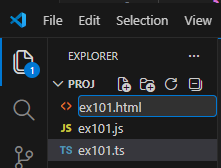 File Edit Selection View
EXPLORER
PROJ
1
<> ex101.html
JS ex101.js
TS ex101.ts